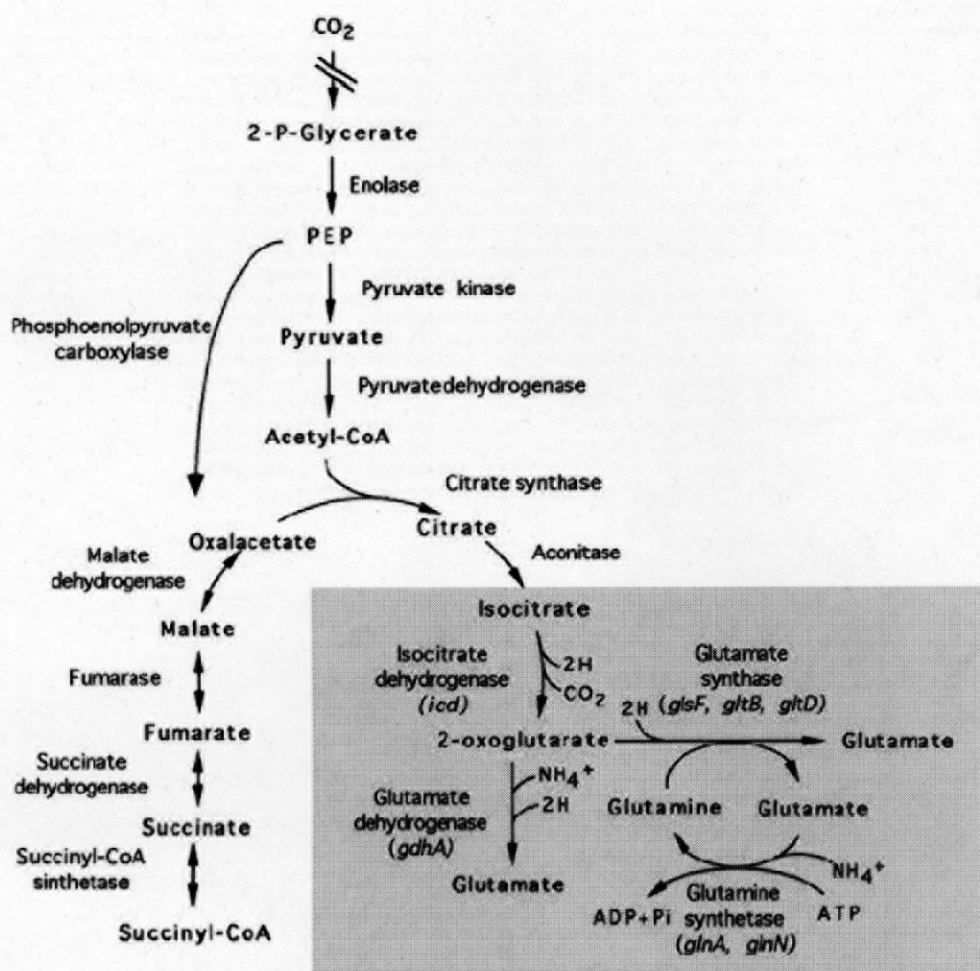 CO2
2-P-Glycerate
Enolase
PEP
Pyruvate kinase
Phosphoenolpyruvate
carboxylase
Pyruvate
Pyruvatedehydrogenase
Acetyl-CoA
Citrate synthase
Oxalacetate
Citrate
Malate
dehydrogenase
Aconitase
Isocitrate
Malate
Fumarase
Isocitrate
dehydrogenase
(icd)
2H
CO2
Glutamate
synthase
2H (glsF, gltB, gltD)
Fumarate
2-oxoglutarate
Glutamate
Succinate
dehydrogenase
NH4+
2H
Glutamate
dehydrogenase
(gdhA)
Glutamine
Glutamate
Succinate
Succinyl-CoA
sinthetase
Glutamate
NH4+
ADP+Pi
Glutamine
synthetase
(glnA, glnN)
ATP
Succinyl-CoA